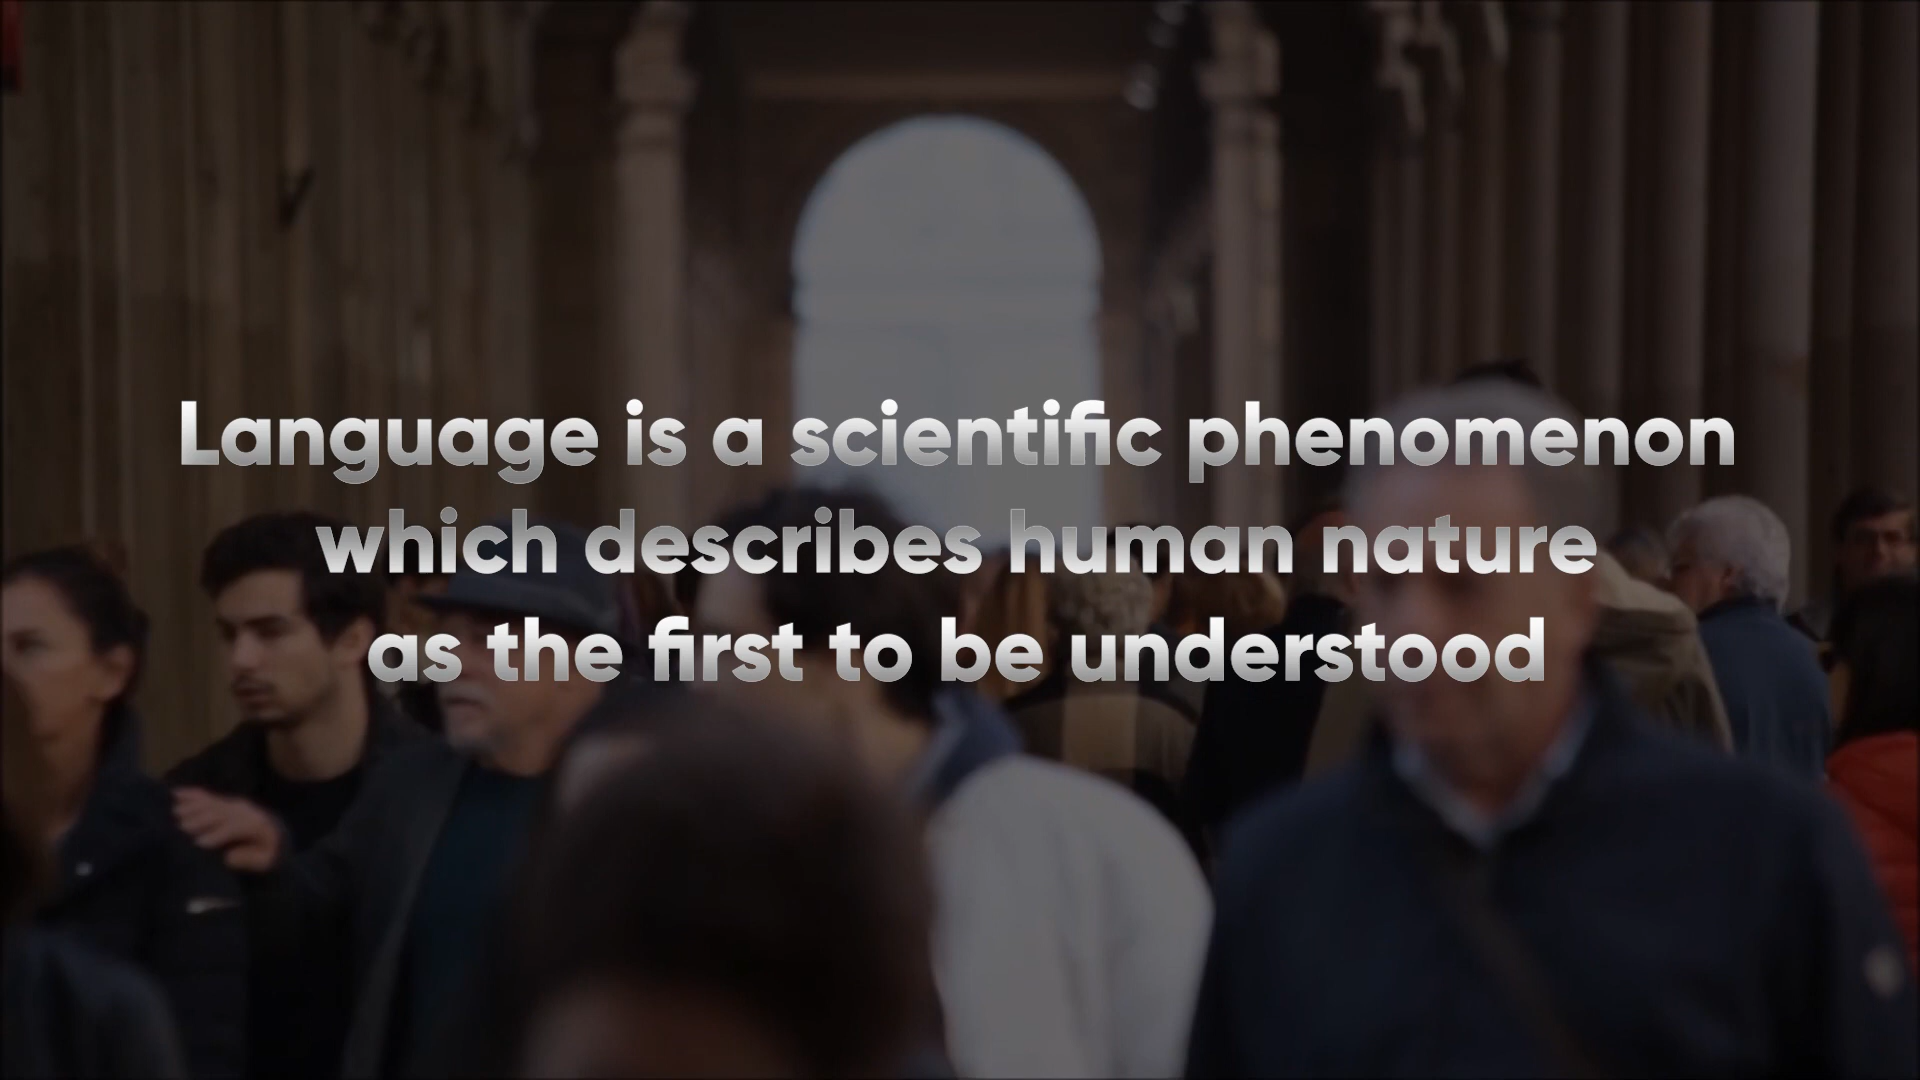 Language is a scientific phenomenon
which describes human nature
as the first to be understood